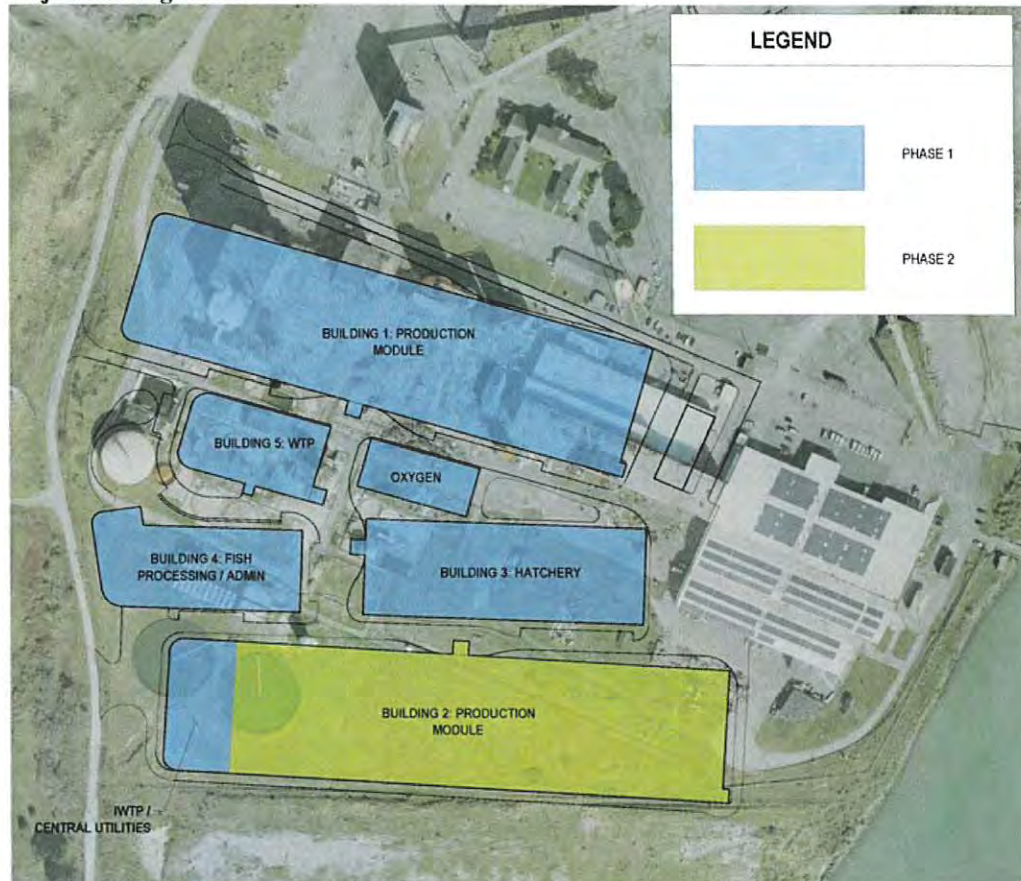 LEGEND
PHASE 1
PHASE 2
BUILDING 1: PRODUCTION
MODULE
BUILDING 5: WTP
OXYGEN
BUILDING 4: FISH
PROCESSING / ADMIN
BUILDING 3: HATCHERY
BUILDING 2: PRODUCTION
MODULE
IWTP /
CENTRAL UTILITIES